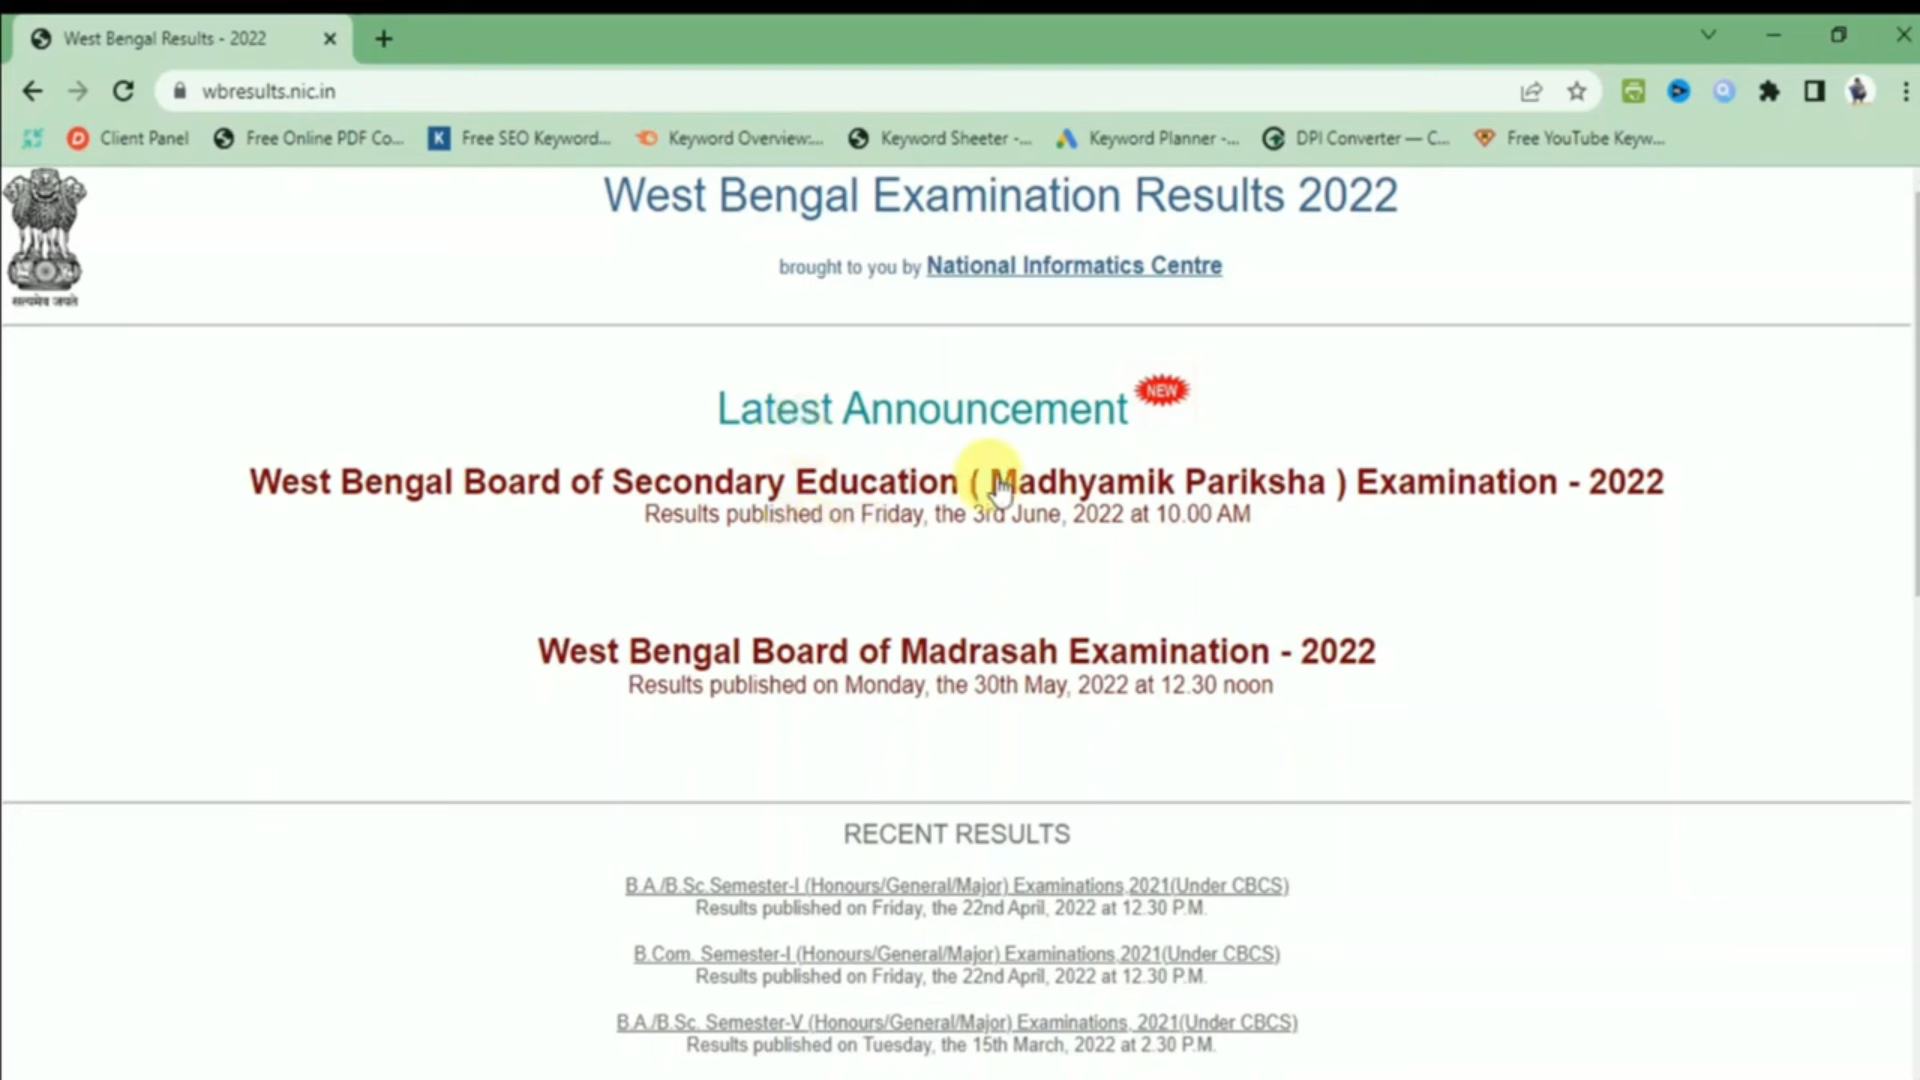 West Bengal Results - 2022
wbresults.nic.in
Client Panel
Free Online PDF Co...
K
Free SEO Keyword...
Keyword Overview:...
Keyword Sheeter -...
Keyword Planner -...
DPI Converter — C...
Free YouTube Keyw...
West Bengal Examination Results 2022
brought to you by National Informatics Centre
सत्यमेव जयते
Latest Announcement NEW
West Bengal Board of Secondary Education ( Madhyamik Pariksha ) Examination - 2022
Results published on Friday, the 3rd June, 2022 at 10.00 AM
West Bengal Board of Madrasah Examination - 2022
Results published on Monday, the 30th May, 2022 at 12.30 noon
RECENT RESULTS
B.A./B.Sc.Semester-I (Honours/General/Major) Examinations,2021(Under CBCS)
Results published on Friday, the 22nd April, 2022 at 12.30 P.M.
B.Com. Semester-I (Honours/General/Major) Examinations,2021(Under CBCS)
Results published on Friday, the 22nd April, 2022 at 12.30 P.M.
B.A./B.Sc. Semester-V (Honours/General/Major) Examinations, 2021(Under CBCS)
Results published on Tuesday, the 15th March, 2022 at 2.30 P.M.